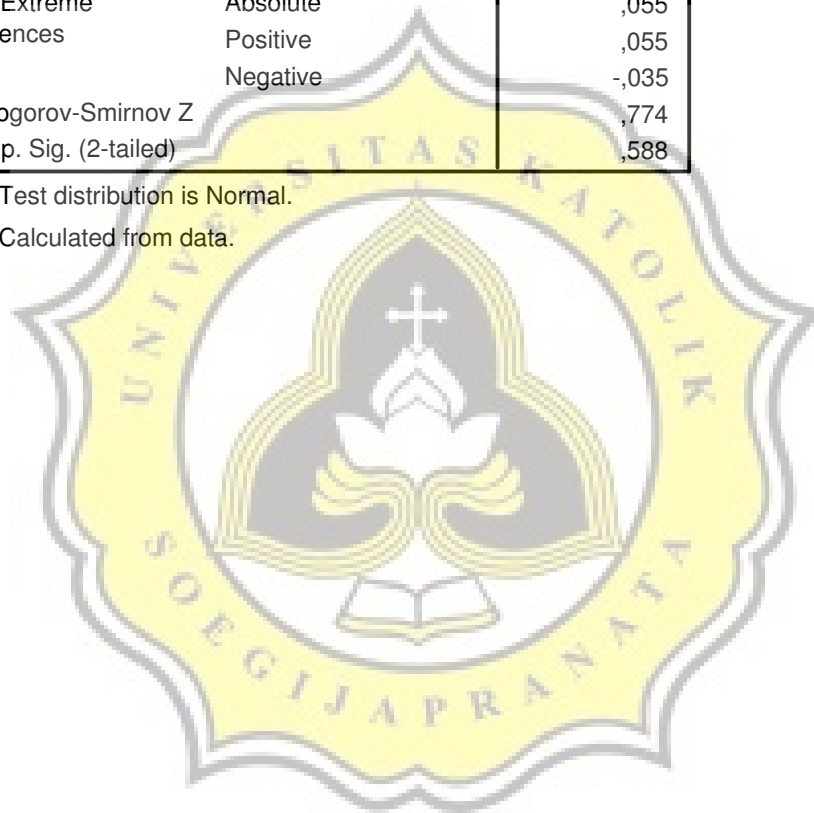 Extreme Absolute ,055
ences Positive ,055
Negative -,035
ogorov-Smirnov Z ,774
p. Sig. (2-tailed) ,588
Test distribution is Normal.
Calculated from data.
UNIVERSITAS KATOLIK
SOEGIJAPRANATA